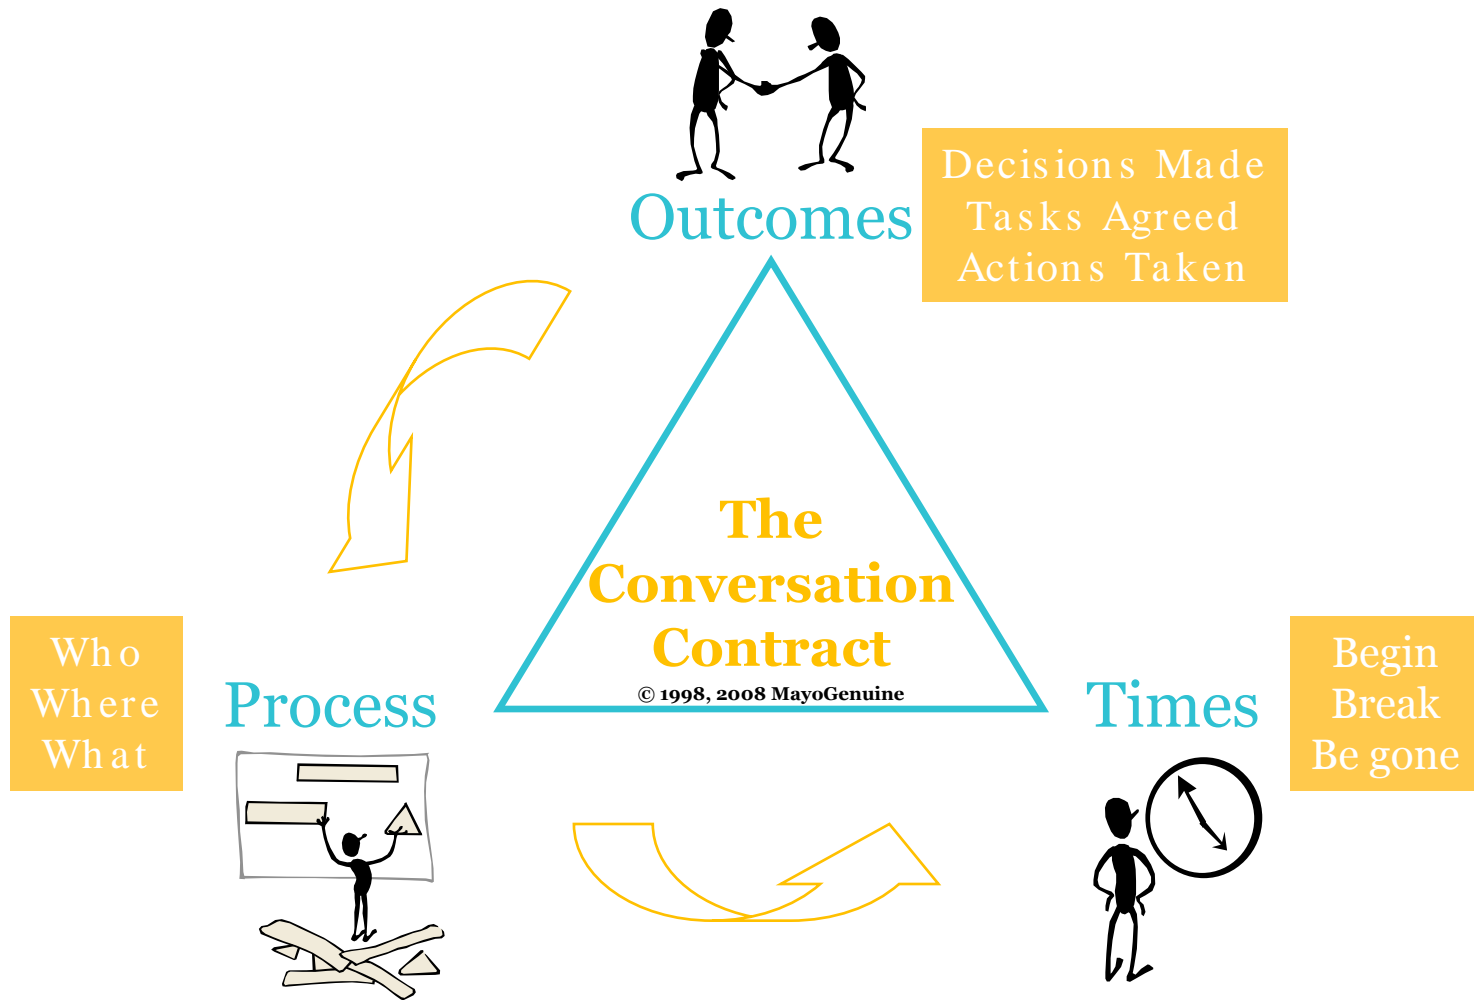 Outcomes
Decisions Made
Tasks Agreed
Actions Taken
The
Conversation
Contract
© 1998, 2008 MayoGenuine
Who
Where
What
Process
Times
Begin
Break
Be gone